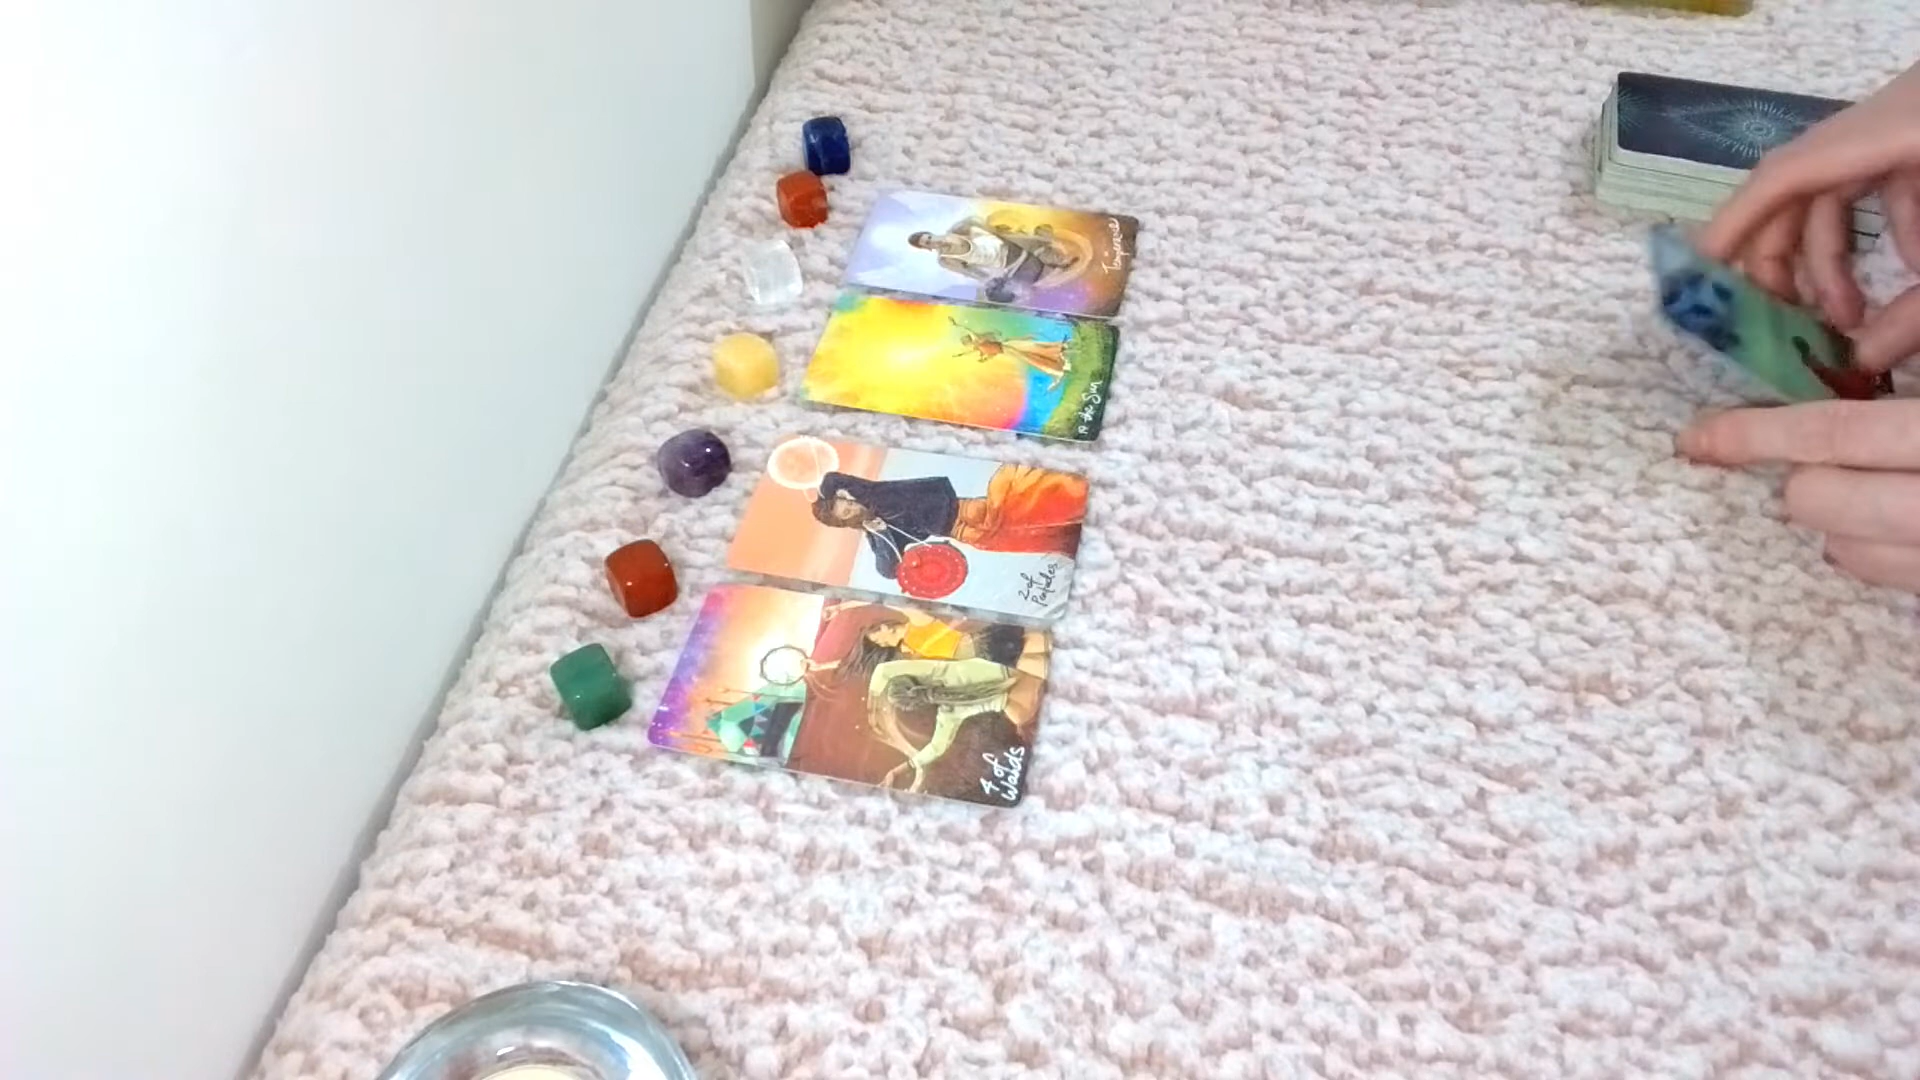 Temperance
19 the Sun
2 of
Pentacles
4 of
Wands